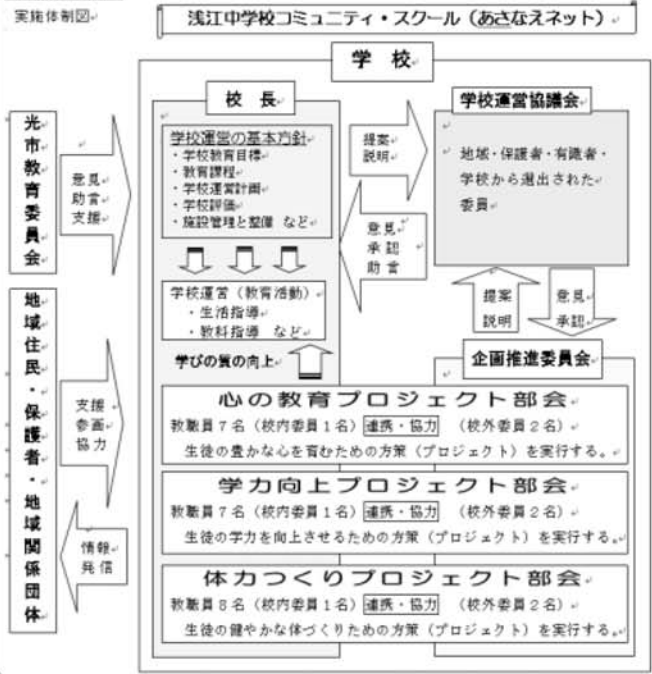 実施体制図
浅江中学校コミュニティ・スクール（あさなえネット）
学校
光市教育委員会
意見
助言
支援
校長
学校運営の基本方針
・学校教育目標
・教育課程
・学校運営計画
・学校評価
・施設管理と整備 など
提案
説明
意見
承認
助言
学校運営協議会
地域・保護者・有識者・
学校から選出された
委員
学校運営（教育活動）
・生活指導
・教科指導 など
学びの質の向上
提案
説明
意見
承認
企画推進委員会
地域住民・保護者・地域関係団体
支援
参画
協力
情報
発信
心の教育プロジェクト部会
教職員７名（校内委員１名）連携・協力 （校外委員２名）
生徒の豊かな心を育むための方策（プロジェクト）を実行する。
学力向上プロジェクト部会
教職員７名（校内委員１名）連携・協力 （校外委員２名）
生徒の学力を向上させるための方策（プロジェクト）を実行する。
体力つくりプロジェクト部会
教職員８名（校内委員１名）連携・協力 （校外委員２名）
生徒の健やかな体づくりための方策（プロジェクト）を実行する。